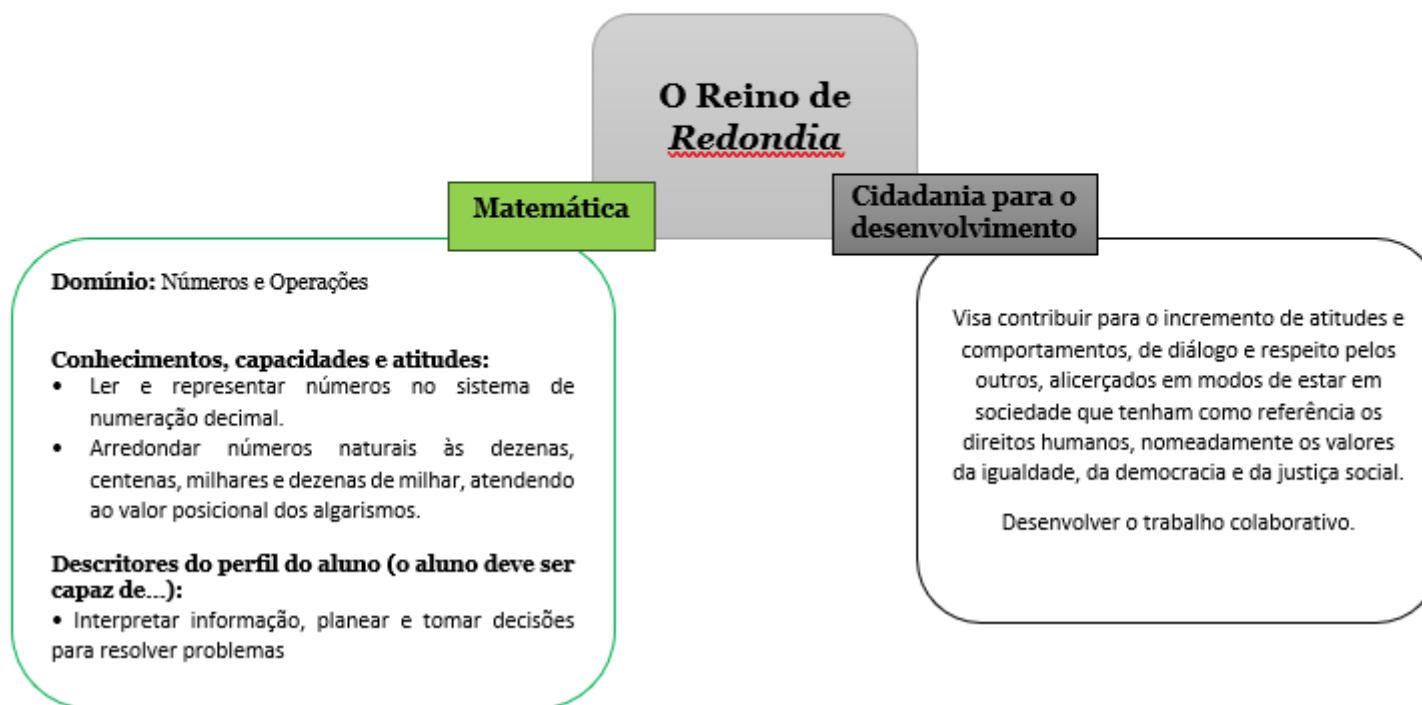 O Reino de
Redondia
Matemática
Cidadania para o
desenvolvimento
Domínio: Números e Operações
Conhecimentos, capacidades e atitudes:
• Ler e representar números no sistema de
numeração decimal.
• Arredondar números naturais às dezenas,
centenas, milhares e dezenas de milhar, atendendo
ao valor posicional dos algarismos.
Descritores do perfil do aluno (o aluno deve ser
capaz de...):
• Interpretar informação, planear e tomar decisões
para resolver problemas
Visa contribuir para o incremento de atitudes e
comportamentos, de diálogo e respeito pelos
outros, alicerçados em modos de estar em
sociedade que tenham como referência os
direitos humanos, nomeadamente os valores
da igualdade, da democracia e da justiça social.
Desenvolver o trabalho colaborativo.